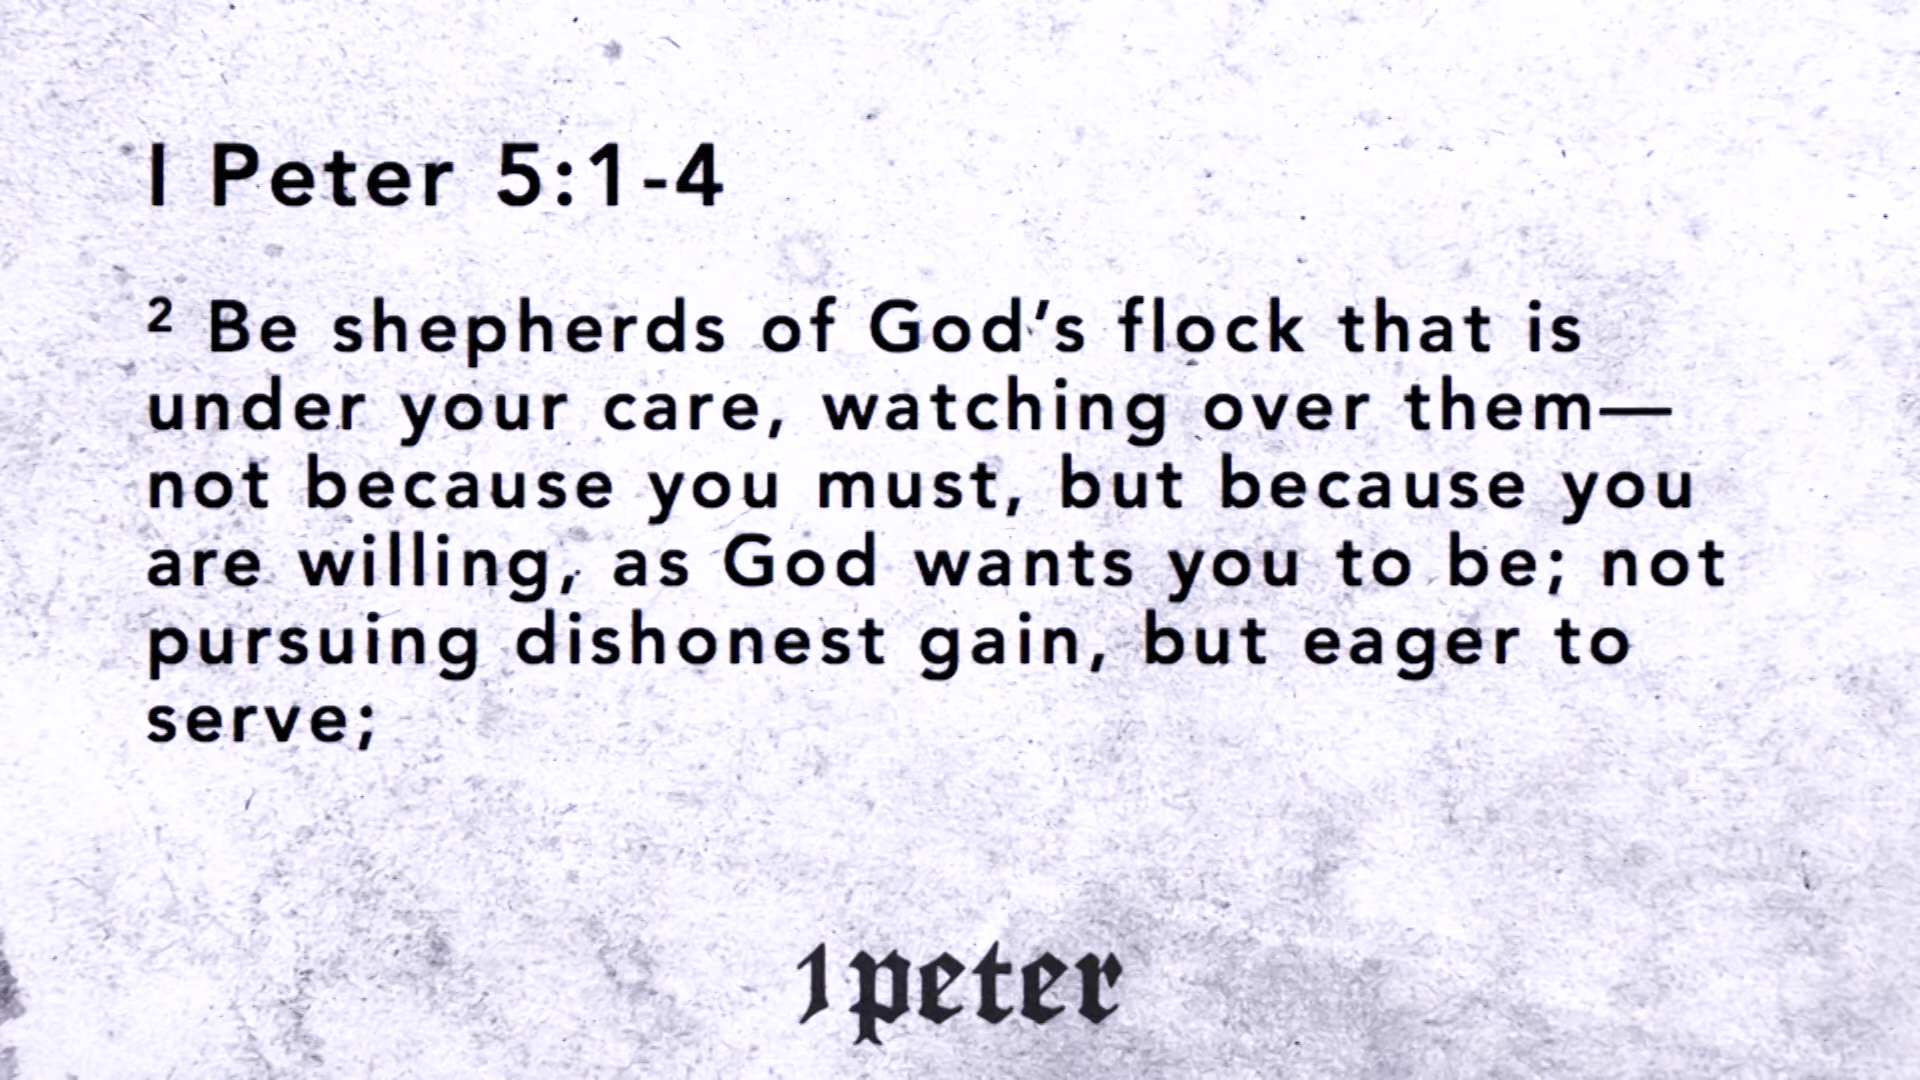 I Peter 5:1-4
2 Be shepherds of God’s flock that is
under your care, watching over them—
not because you must, but because you
are willing, as God wants you to be; not
pursuing dishonest gain, but eager to
serve;
1peter